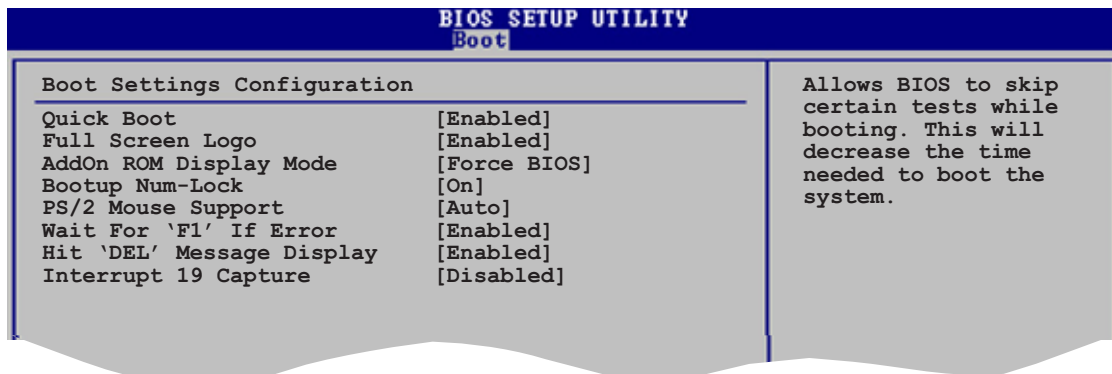 BIOS SETUP UTILITY
Boot
Boot Settings Configuration
Quick Boot [Enabled]
Full Screen Logo [Enabled]
AddOn ROM Display Mode [Force BIOS]
Bootup Num-Lock [On]
PS/2 Mouse Support [Auto]
Wait For ‘F1’ If Error [Enabled]
Hit ‘DEL’ Message Display [Enabled]
Interrupt 19 Capture [Disabled]
Allows BIOS to skip
certain tests while
booting. This will
decrease the time
needed to boot the
system.